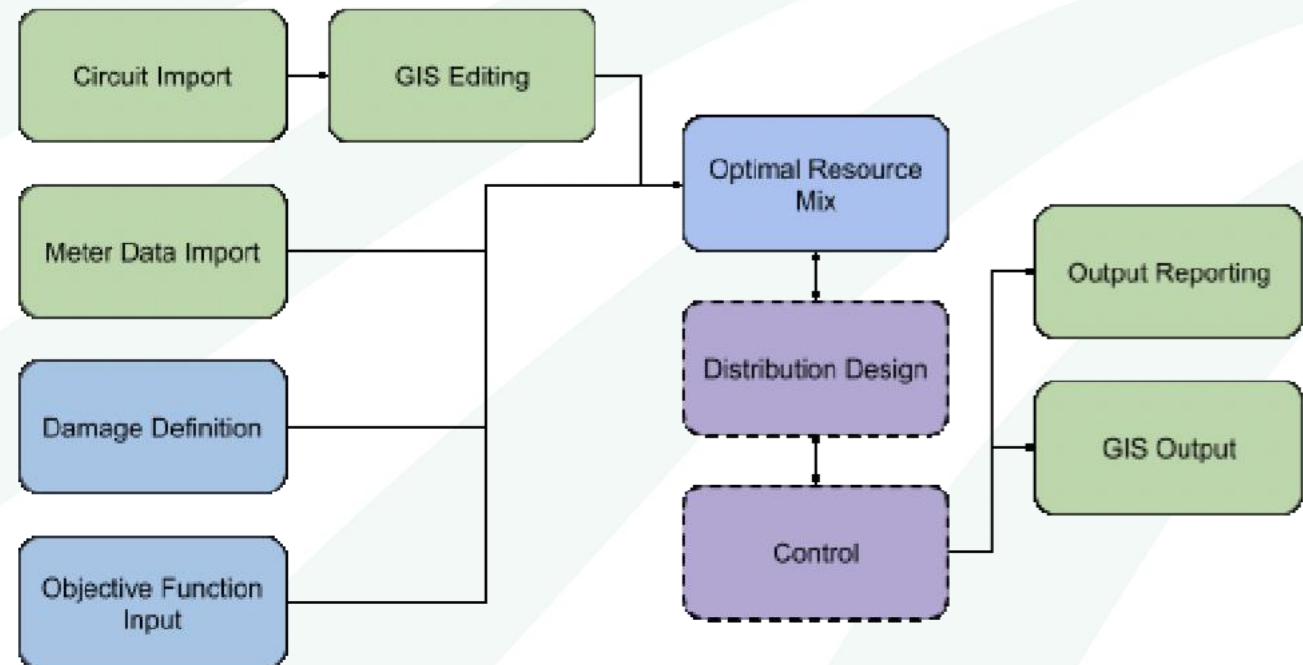 Circuit Import
GIS Editing
Optimal Resource
Mix
Meter Data Import
Output Reporting
Distribution Design
Damage Definition
GIS Output
Control
Objective Function
Input